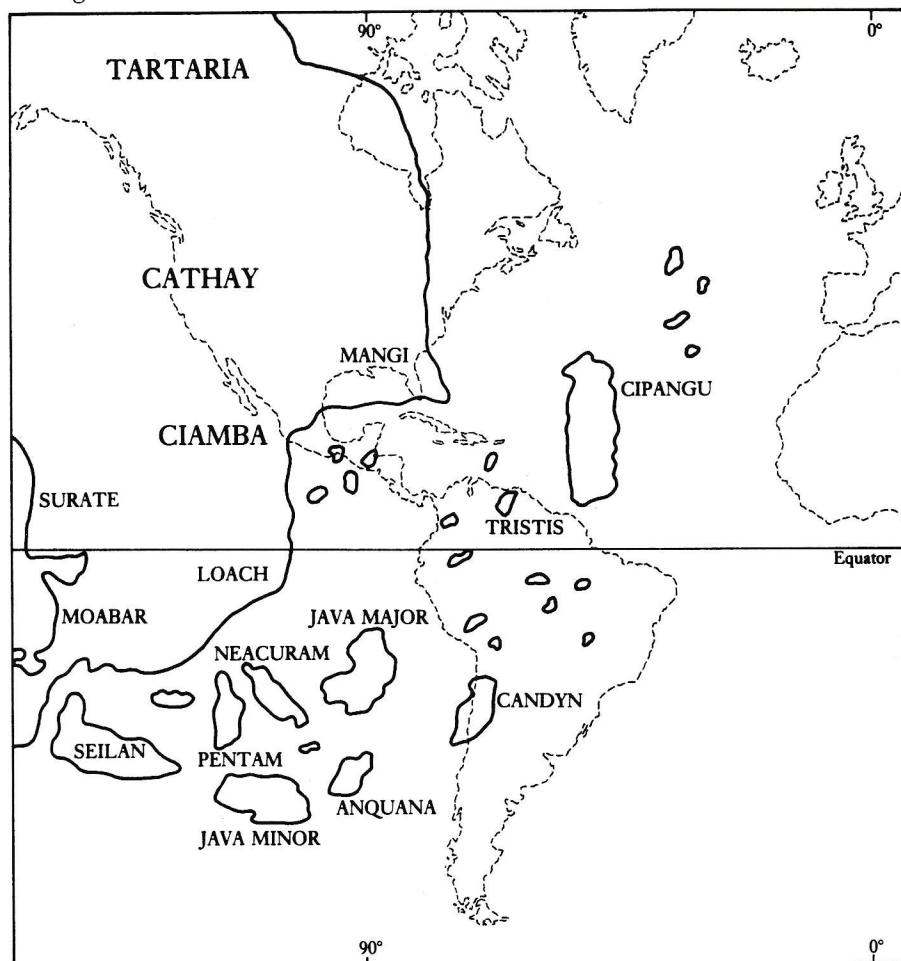 90°
0°
TARTARIA
CATHAY
MANGI
CIPANGU
CIAMBA
SURATE
TRISTIS
Equator
LOACH
MOABAR
JAVA MAJOR
NEACURAM
CANDYN
SEILAN
PENTAM
ANQUANA
JAVA MINOR
90°
0°